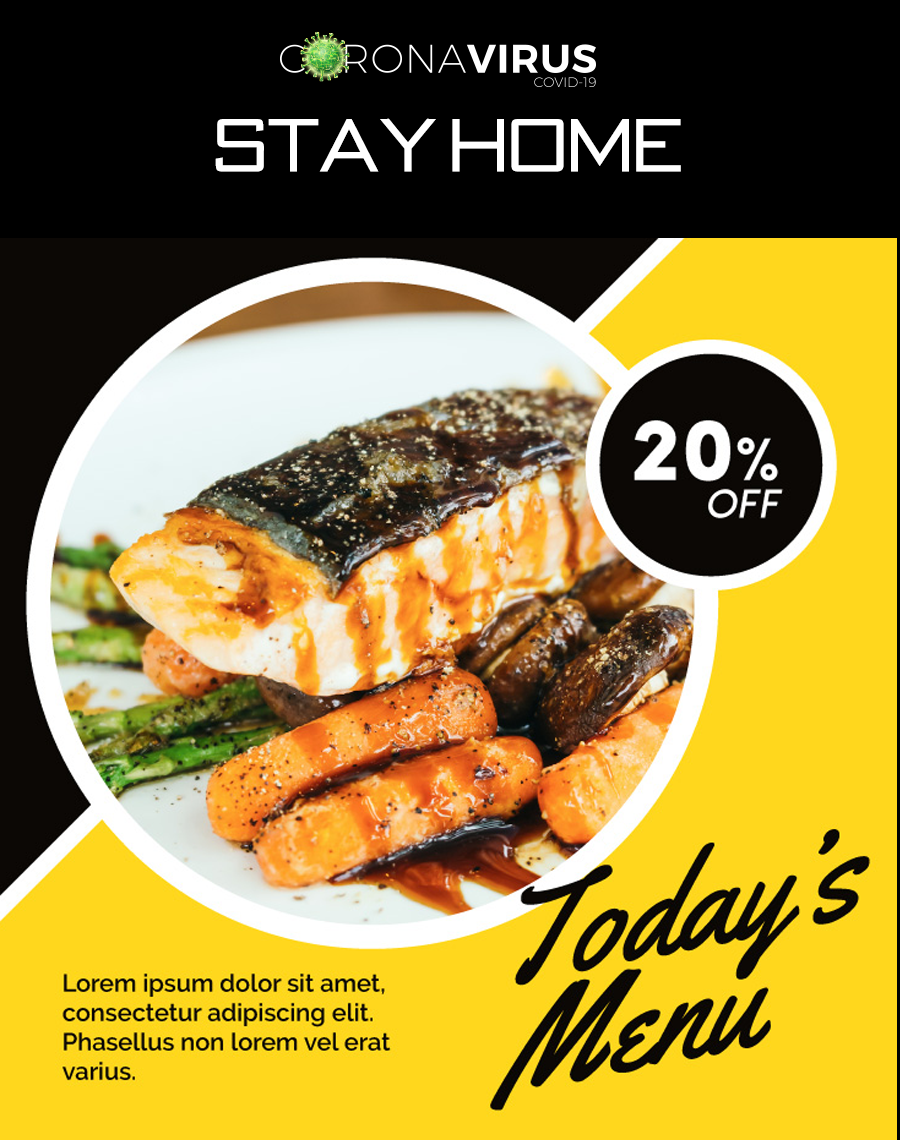 CORONAVIRUS
COVID-19
STAY HOME
20%
OFF
Today's
Menu
Lorem ipsum dolor sit amet,
consectetur adipiscing elit.
Phasellus non lorem vel erat
varius.